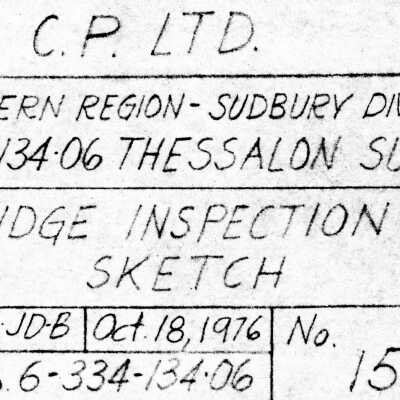 C.P. LTD.
ERN REGION - SUDBURY DIV
134.06 THESSALON SU
IDGE INSPECTION
SKETCH
JD-B Oct. 18, 1976 No.
6-334-134.06 15